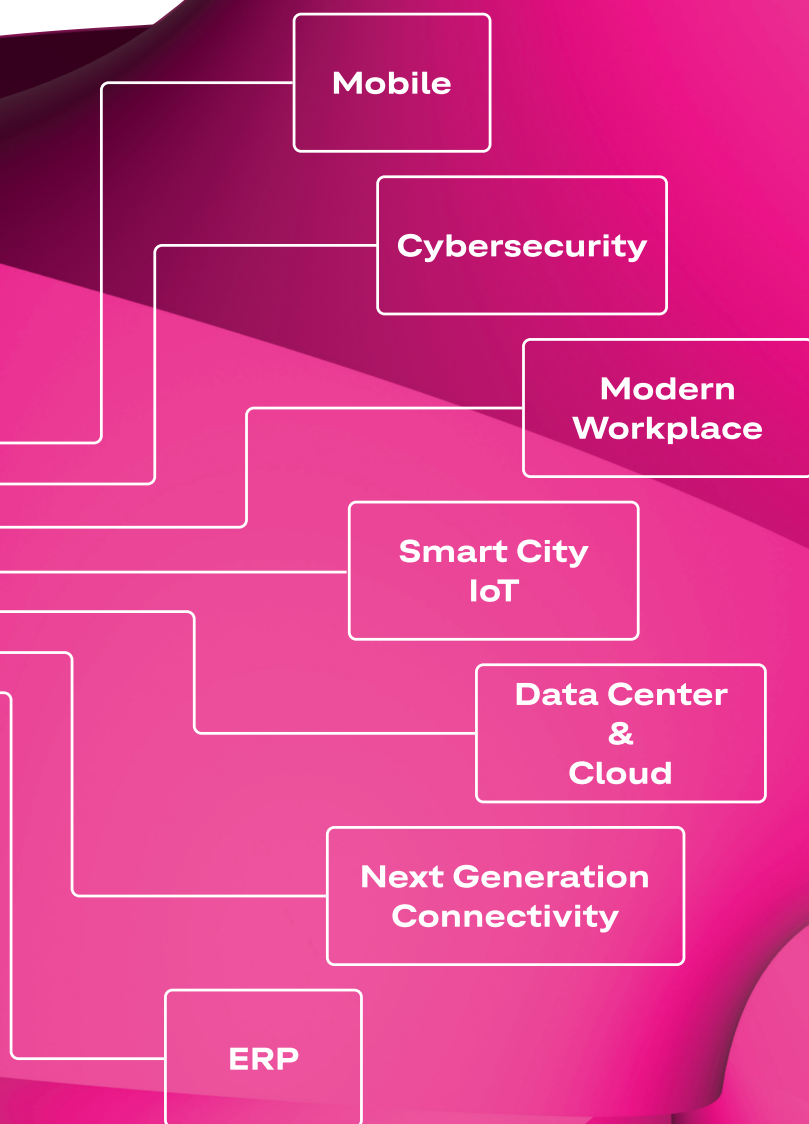 Mobile
Cybersecurity
Modern
Workplace
Smart City
IoT
Data Center
&
Cloud
Next Generation
Connectivity
ERP